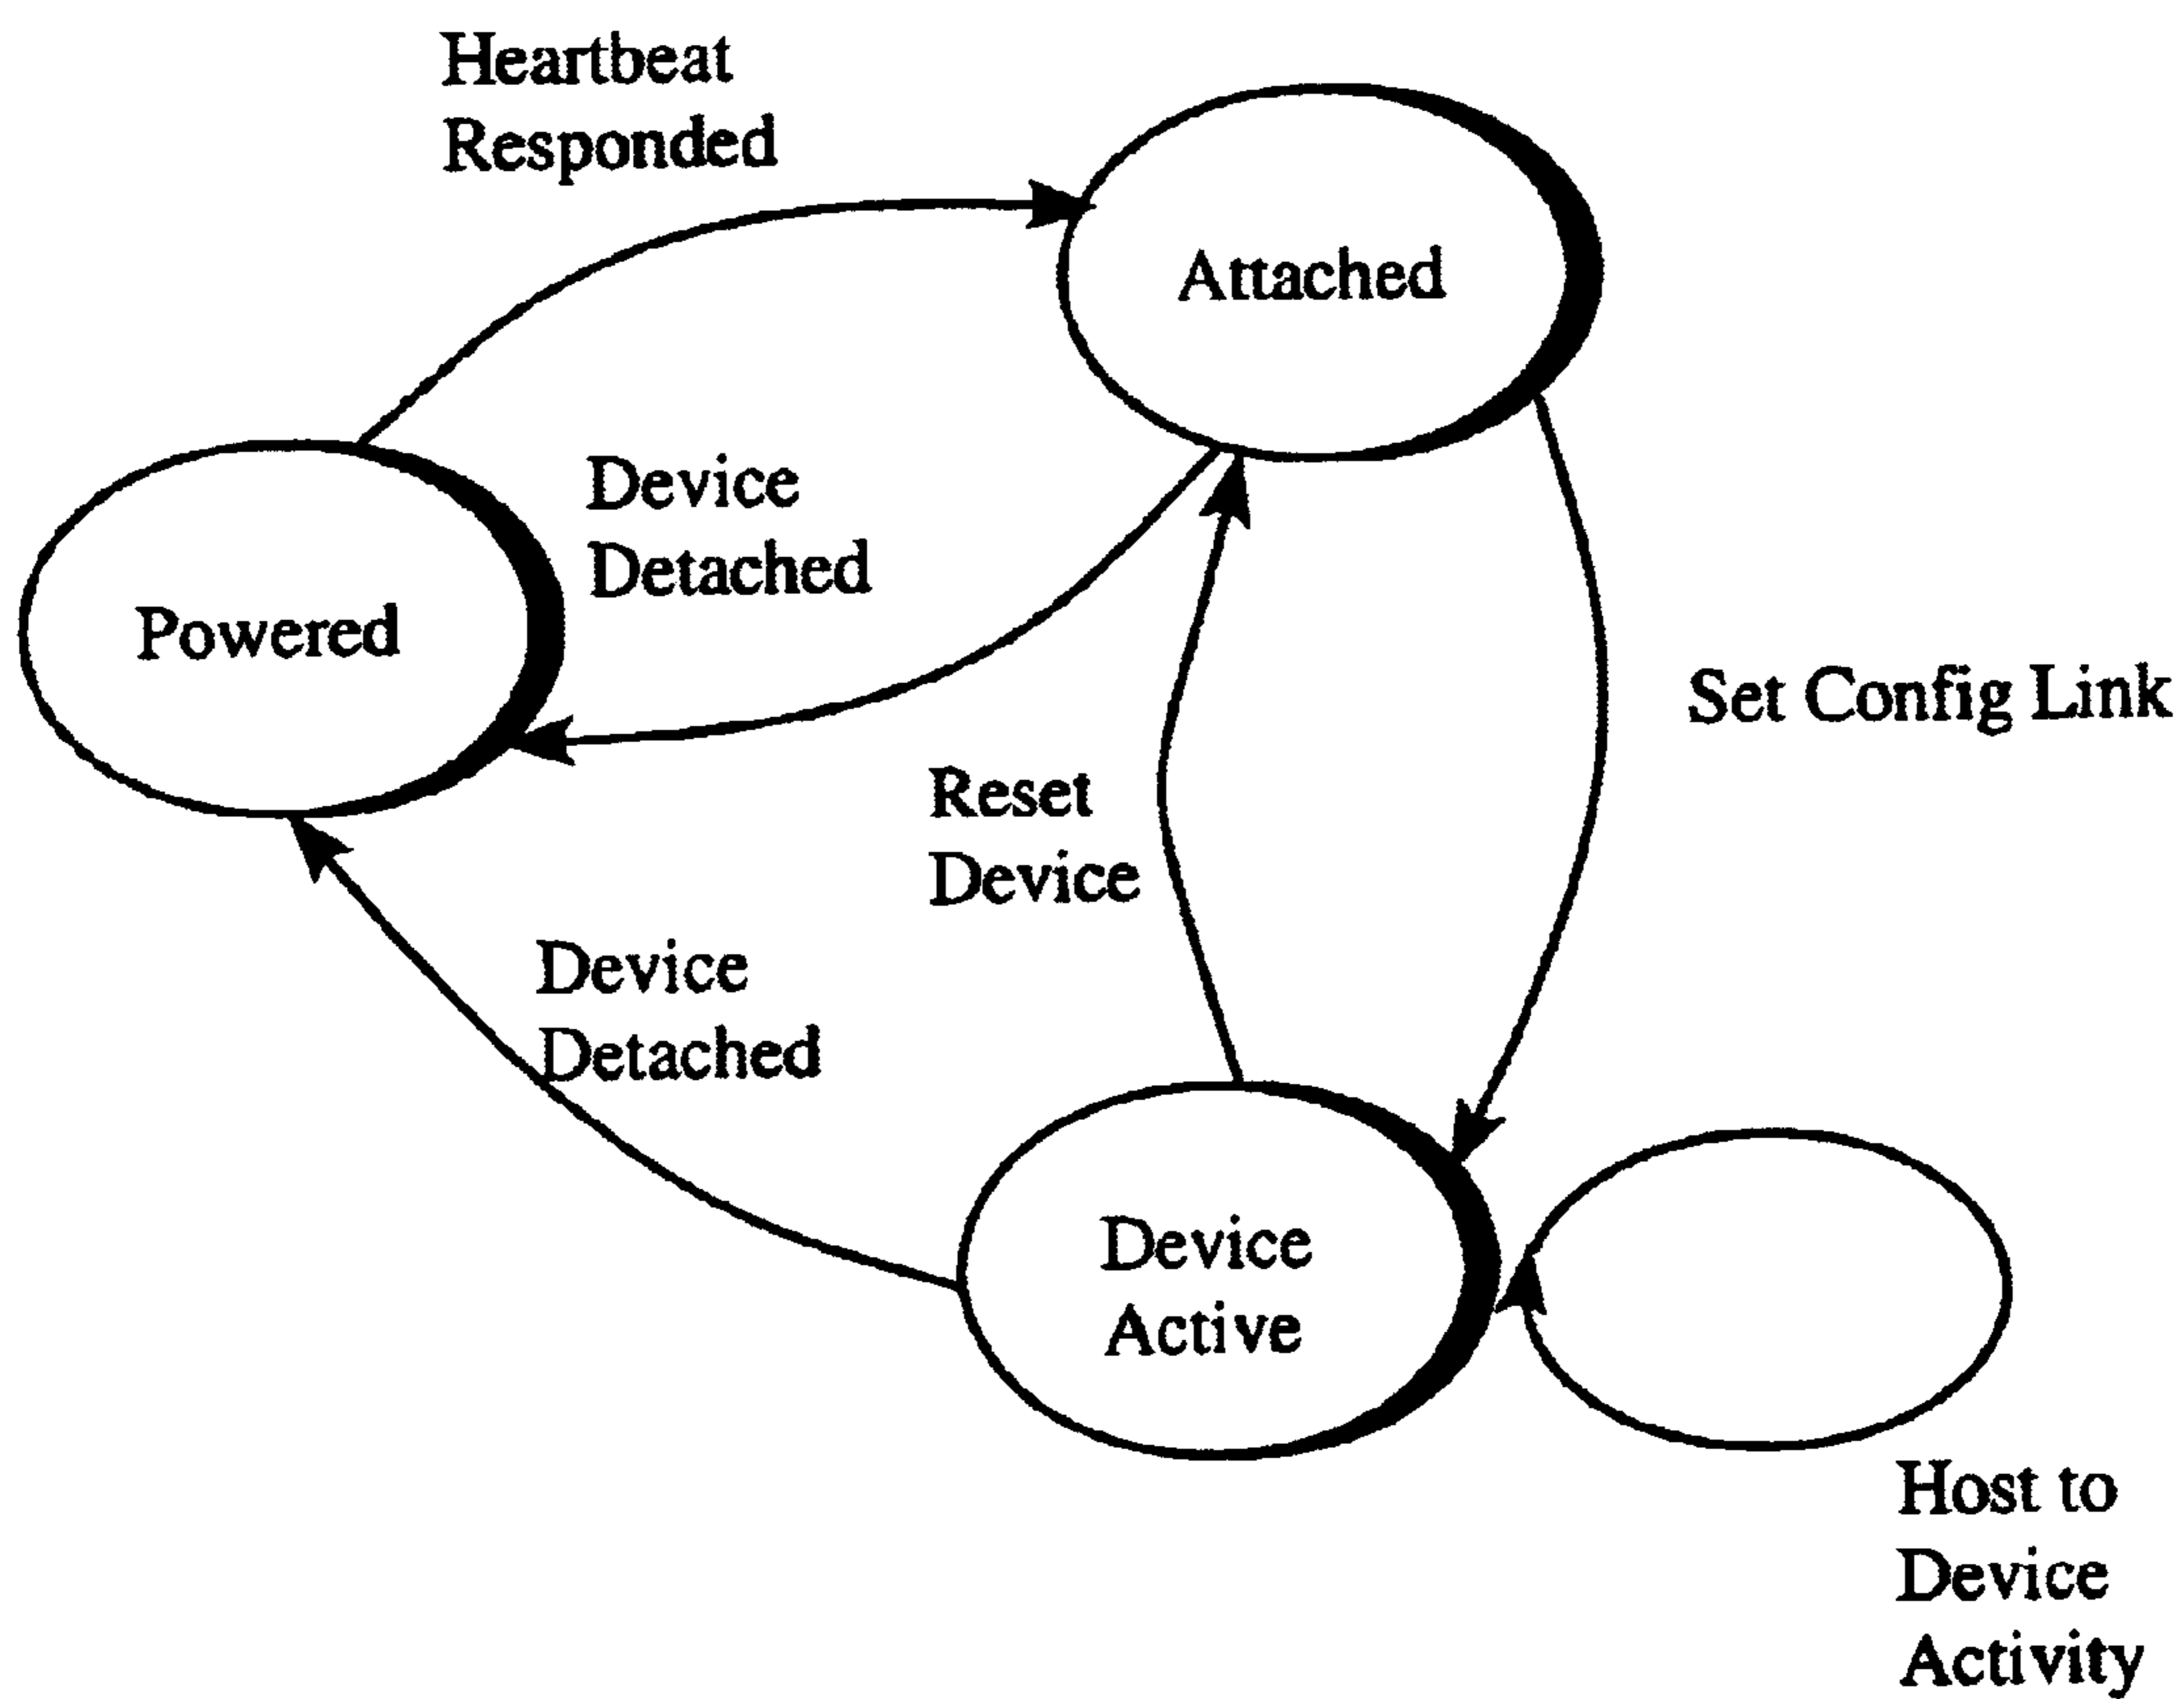 Heartbeat
Responded
Attached
Device
Detached
Powered
Set Config Link
Reset
Device
Device
Detached
Device
Active
Host to
Device
Activity